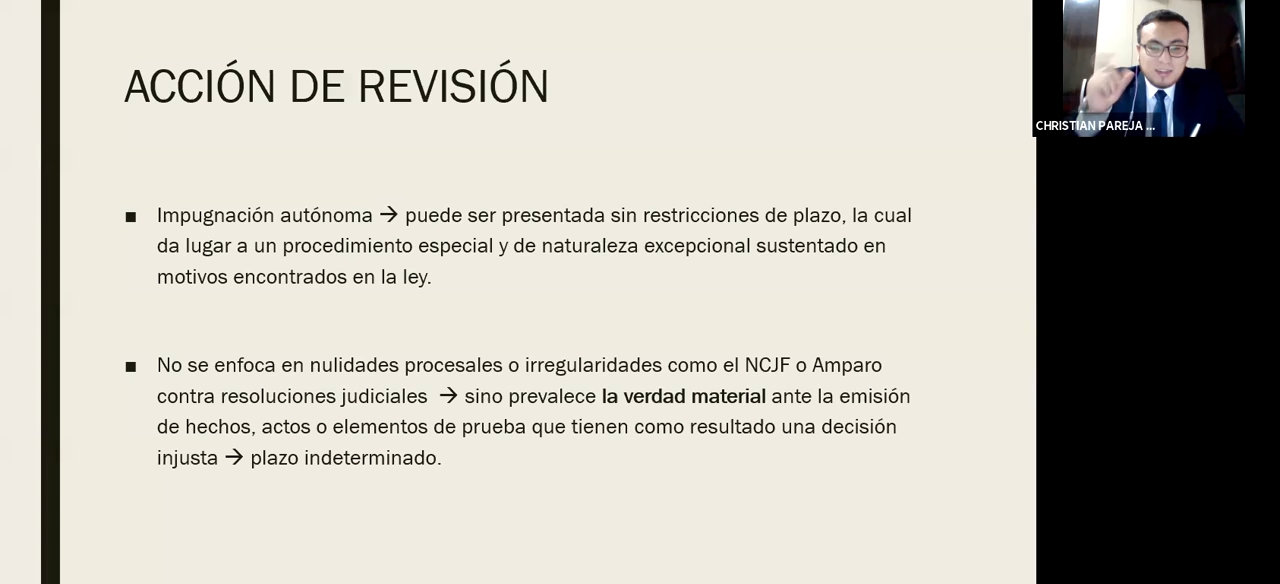 ACCIÓN DE REVISIÓN
CHRISTIAN PAREJA ...
▪ Impugnación autónoma → puede ser presentada sin restricciones de plazo, la cual
da lugar a un procedimiento especial y de naturaleza excepcional sustentado en
motivos encontrados en la ley.
▪ No se enfoca en nulidades procesales o irregularidades como el NCJF o Amparo
contra resoluciones judiciales → sino prevalece la verdad material ante la emisión
de hechos, actos o elementos de prueba que tienen como resultado una decisión
injusta → plazo indeterminado.